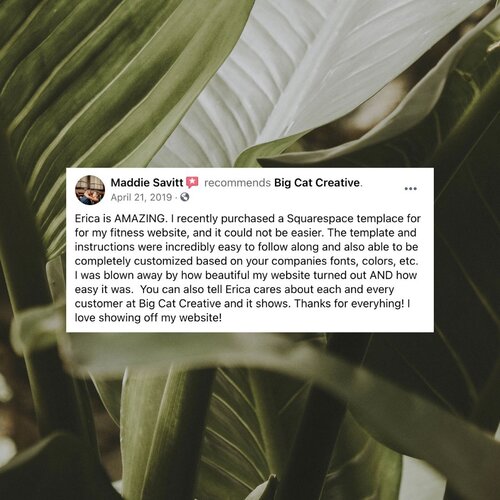 Maddie Savitt recommends Big Cat Creative.
April 21, 2019 ·
Erica is AMAZING. I recently purchased a Squarespace templace for
for my fitness website, and it could not be easier. The template and
instructions were incredibly easy to follow along and also able to be
completely customized based on your companies fonts, colors, etc.
I was blown away by how beautiful my website turned out AND how
easy it was.  You can also tell Erica cares about each and every
customer at Big Cat Creative and it shows. Thanks for everyhing! I
love showing off my website!